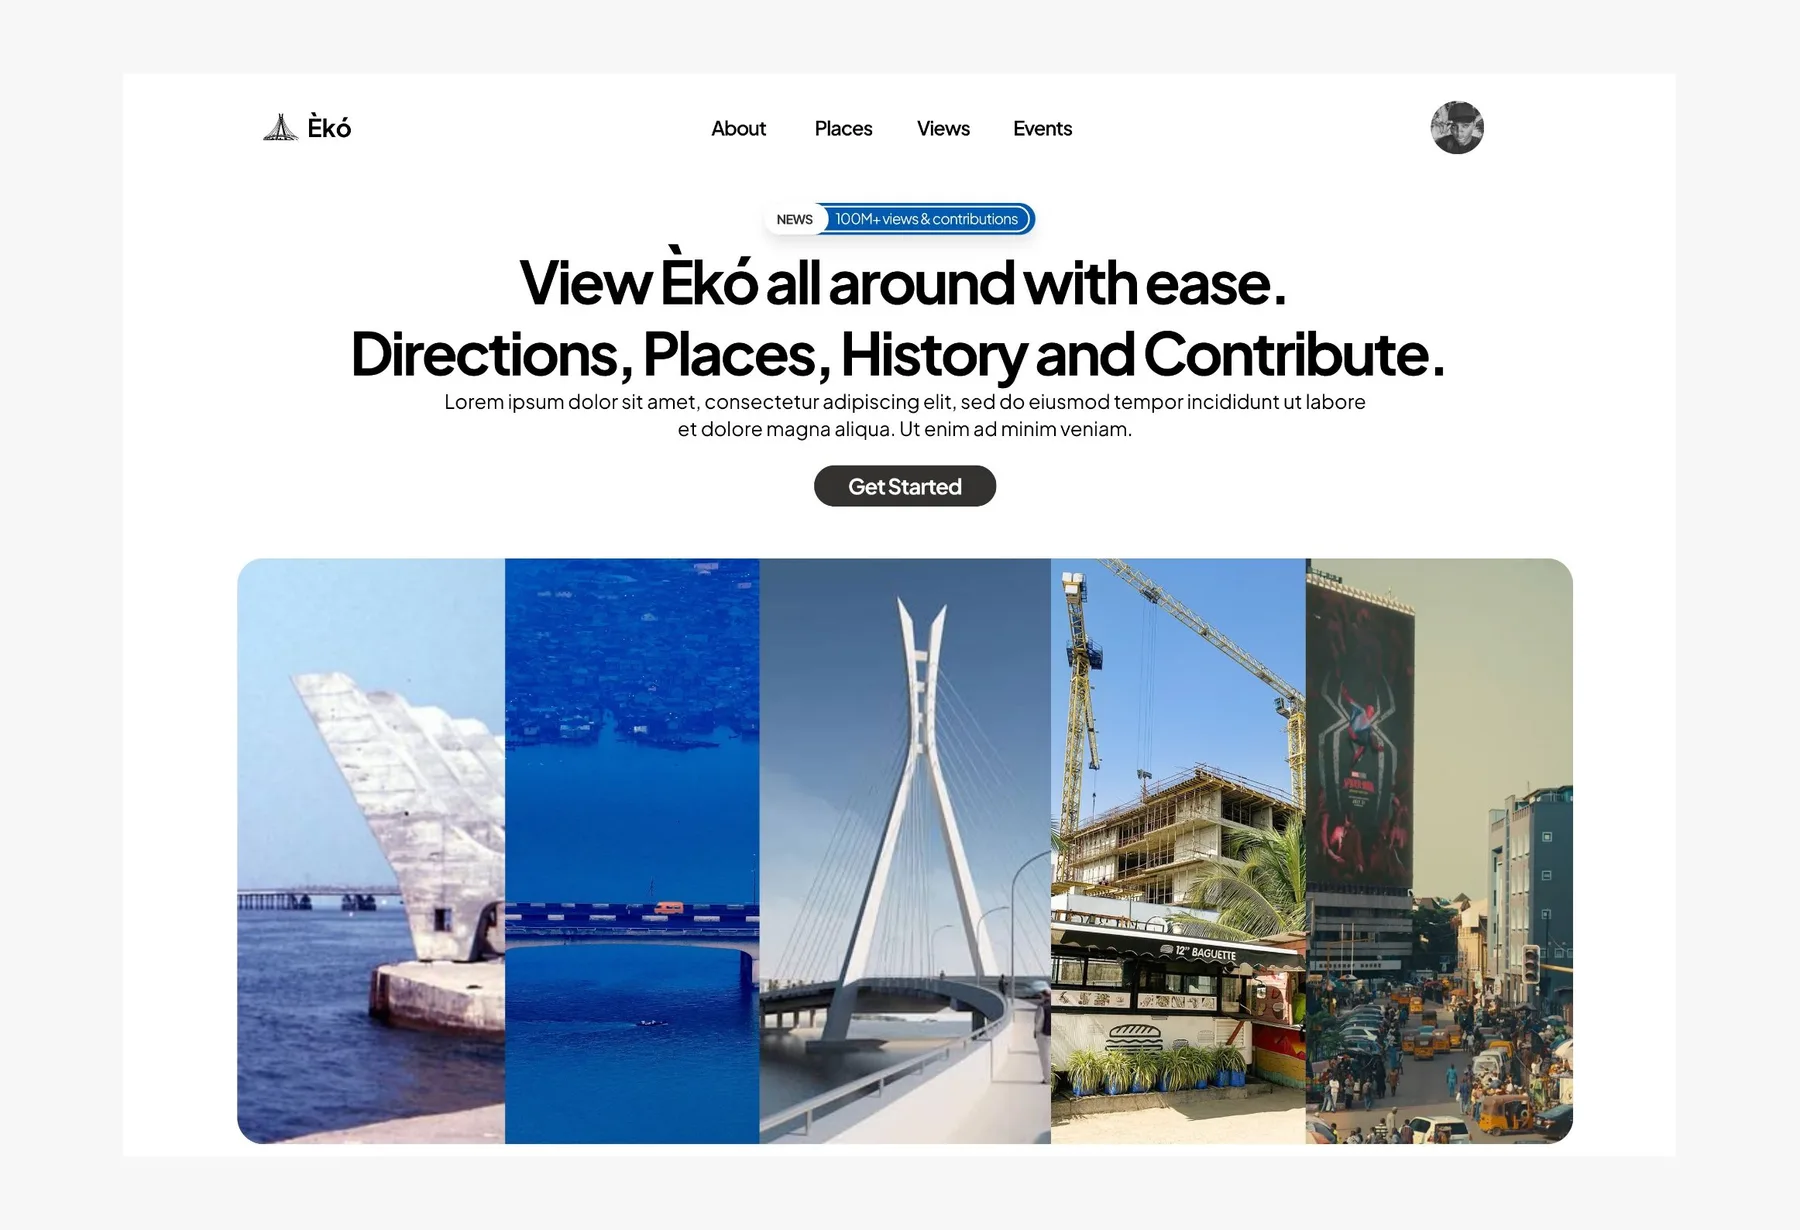 Èkó
About Places Views Events
NEWS 100M+ views & contributions
View Èkó all around with ease.
Directions, Places, History and Contribute.
Lorem ipsum dolor sit amet, consectetur adipiscing elit, sed do eiusmod tempor incididunt ut labore
et dolore magna aliqua. Ut enim ad minim veniam.
Get Started
12" BAGUETTE